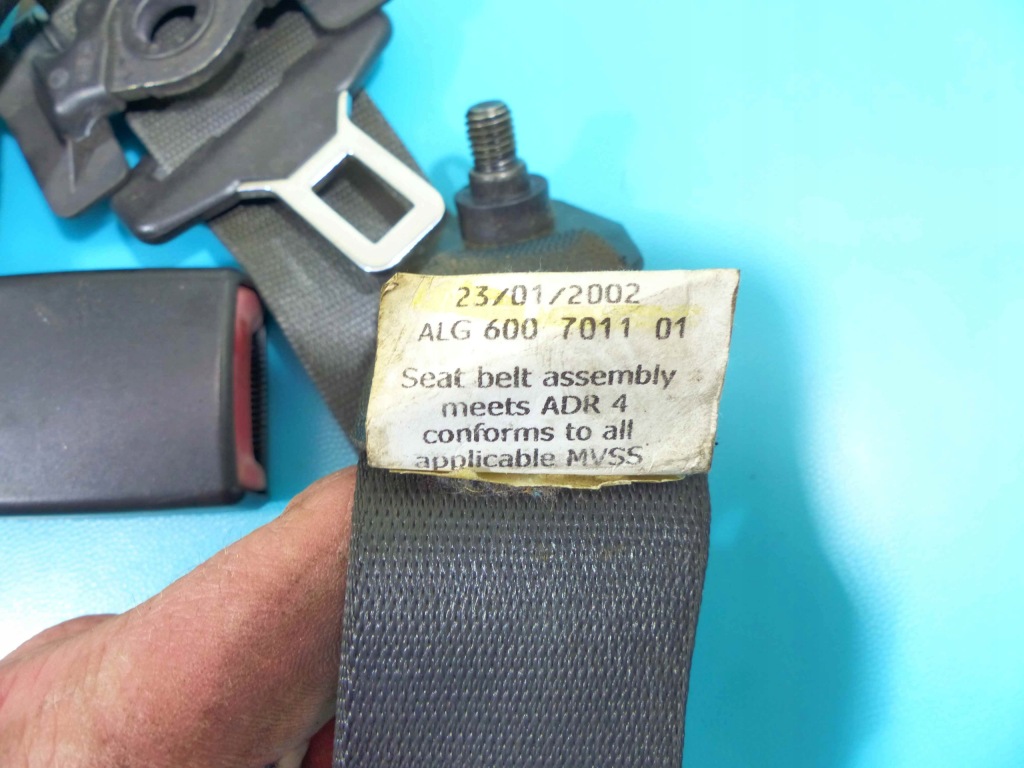 23/01/2002
ALG 600 7011 01
Seat belt assembly
meets ADR 4
conforms to all
applicable MVSS